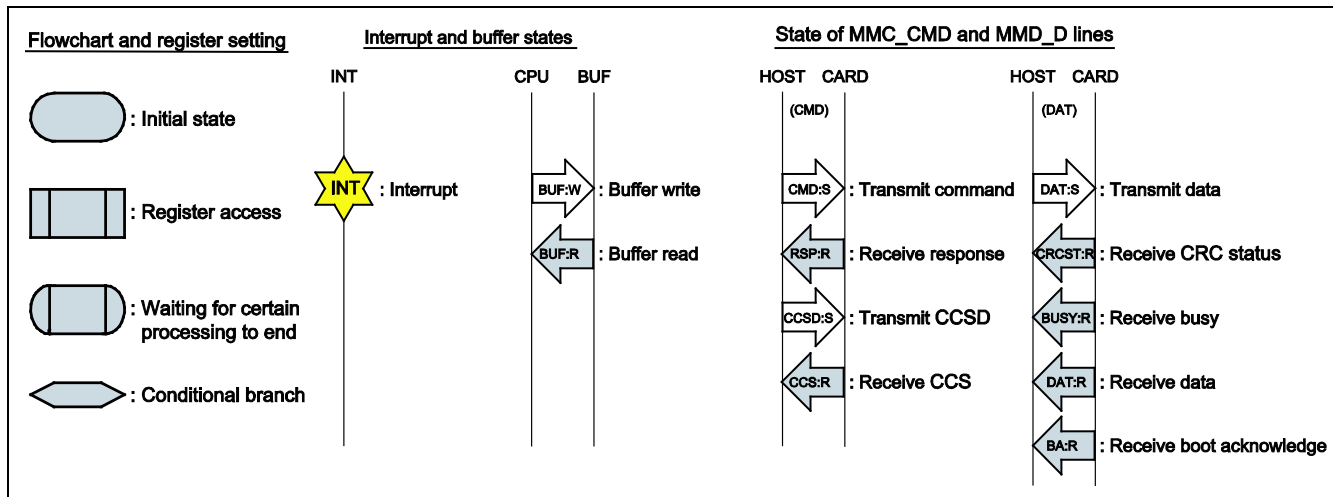 Flowchart and register setting
: Initial state
: Register access
: Waiting for certain
processing to end
: Conditional branch
Interrupt and buffer states
INT
CPU BUF
INT : Interrupt
BUF:W : Buffer write
BUF:R : Buffer read
State of MMC_CMD and MMD_D lines
HOST CARD
(CMD)
CMD:S : Transmit command
RSP:R : Receive response
CCSD:S : Transmit CCSD
CCS:R : Receive CCS
HOST CARD
(DAT)
DAT:S : Transmit data
CRCST:R : Receive CRC status
BUSY:R : Receive busy
DAT:R : Receive data
BA:R : Receive boot acknowledge